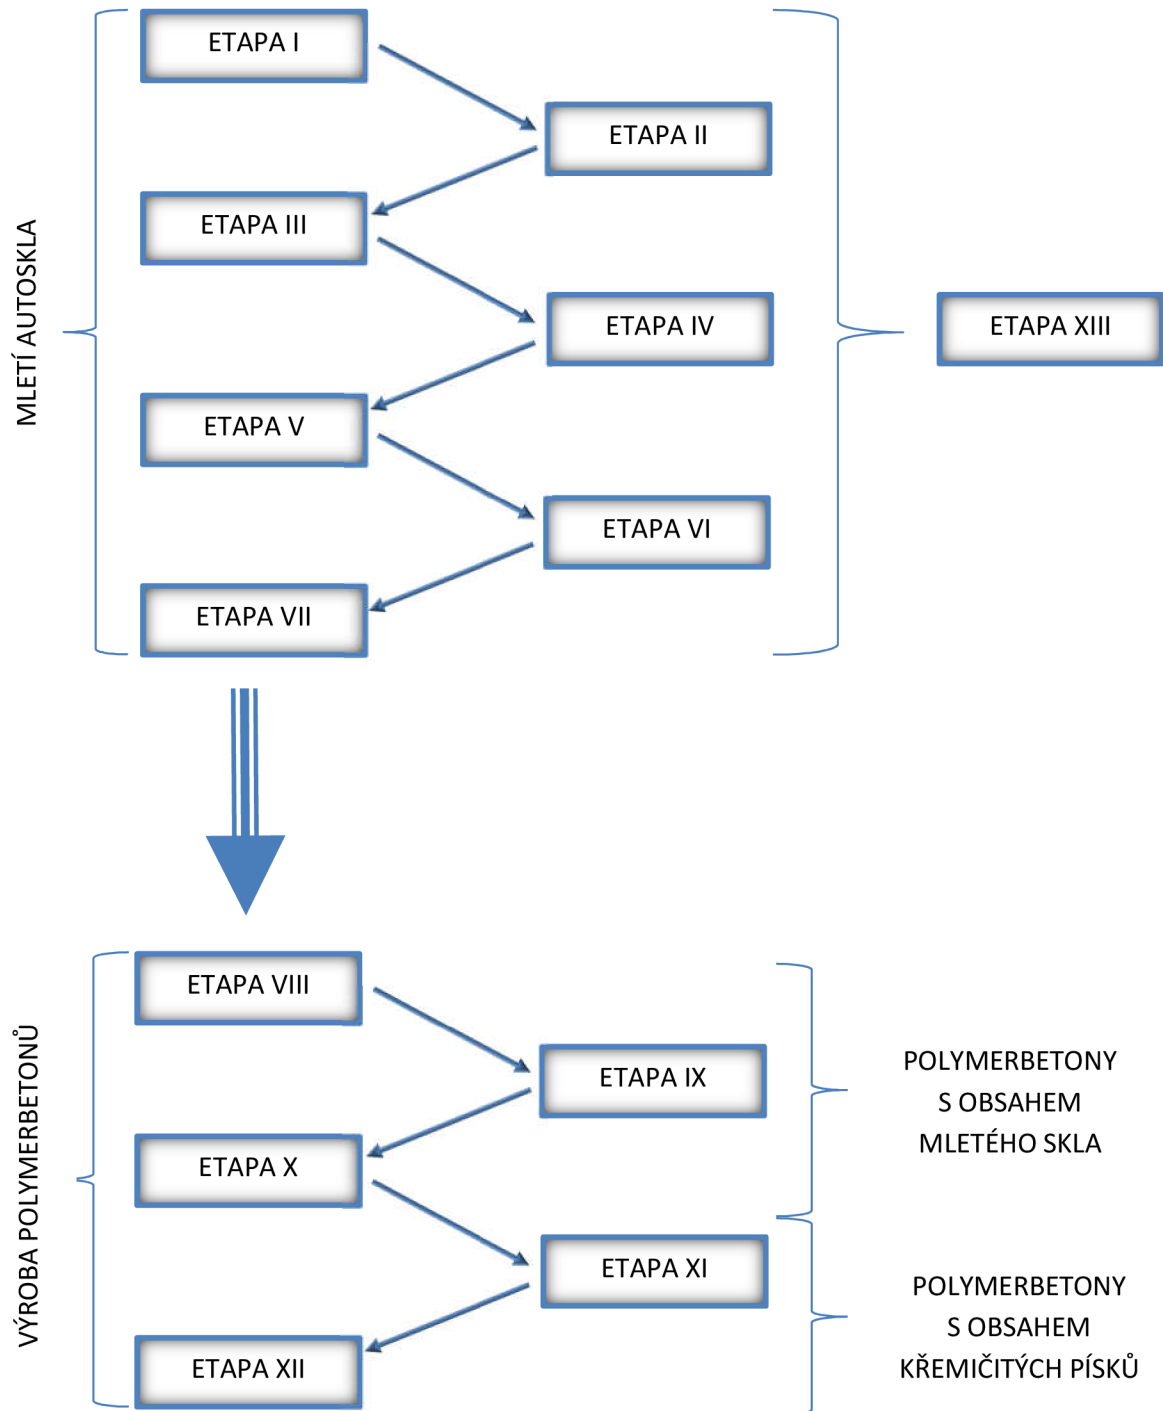 ETAPA I
ETAPA II
ETAPA III
ETAPA IV
ETAPA V
ETAPA VI
ETAPA VII
MLETÍ AUTOSKLA
ETAPA XIII
ETAPA VIII
ETAPA IX
ETAPA X
ETAPA XI
ETAPA XII
VÝROBA POLYMERBETONŮ
POLYMERBETONY
S OBSAHEM
MLETÉHO SKLA
POLYMERBETONY
S OBSAHEM
KŘEMIČITÝCH PÍSKŮ